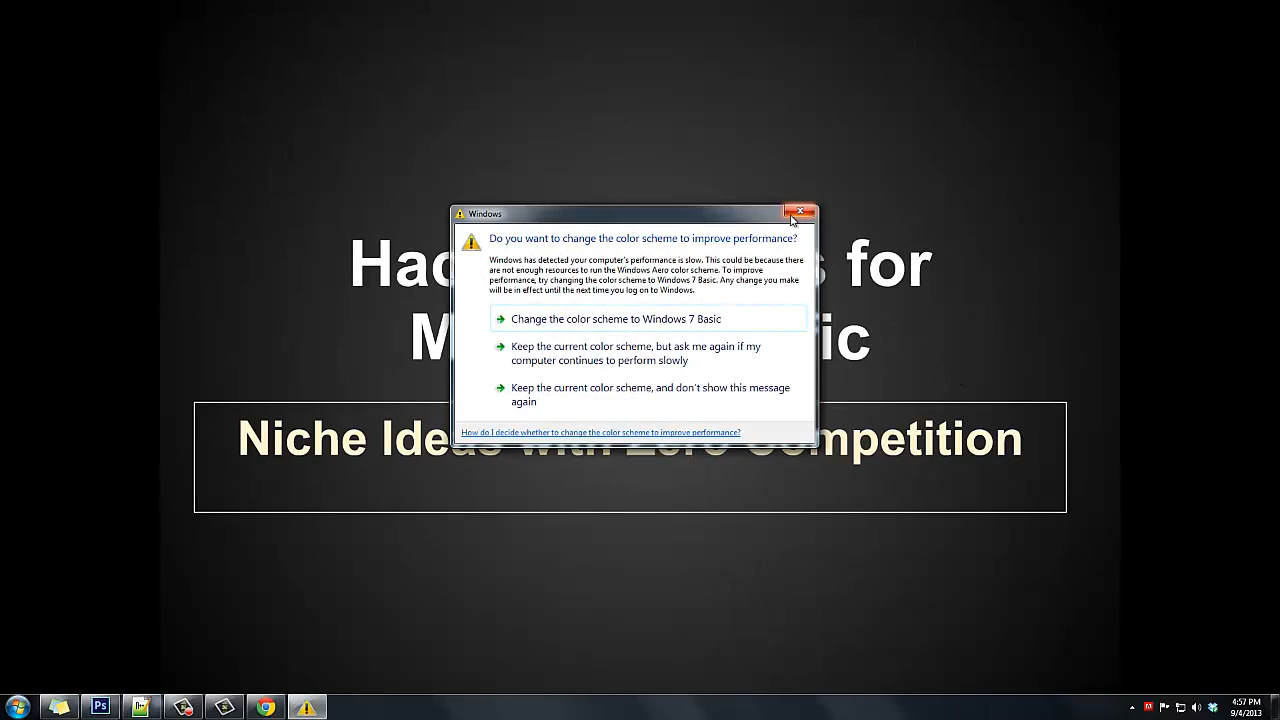 Windows
Do you want to change the color scheme to improve performance?
Windows has detected your computer's performance is slow. This could be because there
are not enough resources to run the Windows Aero color scheme. To improve
performance, try changing the color scheme to Windows 7 Basic. Any change you make
will be in effect until the next time you log on to Windows.
Change the color scheme to Windows 7 Basic
Keep the current color scheme, but ask me again if my
computer continues to perform slowly
Keep the current color scheme, and don't show this message
again
How do I decide whether to change the color scheme to improve performance?
for
Niche Ideas with Zero Competition
Ps
4:57 PM
9/4/2013